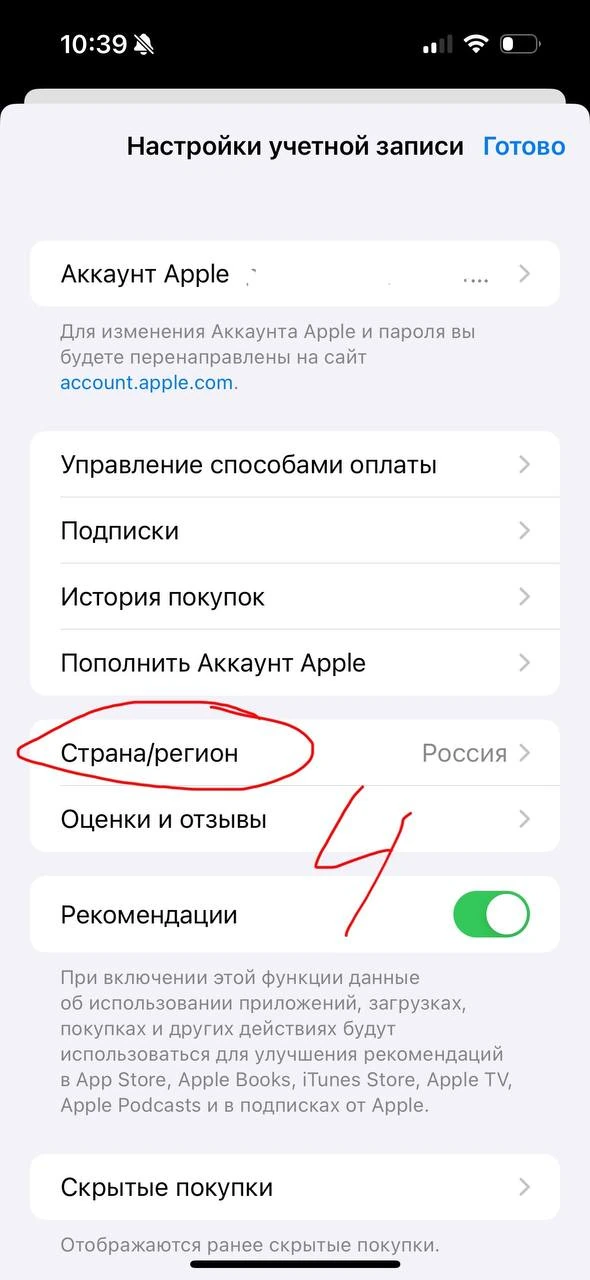 10:39
Настройки учетной записи Готово
Аккаунт Apple
Для изменения Аккаунта Apple и пароля вы
будете перенаправлены на сайт
account.apple.com.
Управление способами оплаты
Подписки
История покупок
Пополнить Аккаунт Apple
Страна/регион Россия
4
Оценки и отзывы
Рекомендации
При включении этой функции данные
об использовании приложений, загрузках,
покупках и других действиях будут
использоваться для улучшения рекомендаций
в App Store, Apple Books, iTunes Store, Apple TV,
Apple Podcasts и в подписках от Apple.
Скрытые покупки
Отображаются ранее скрытые покупки.